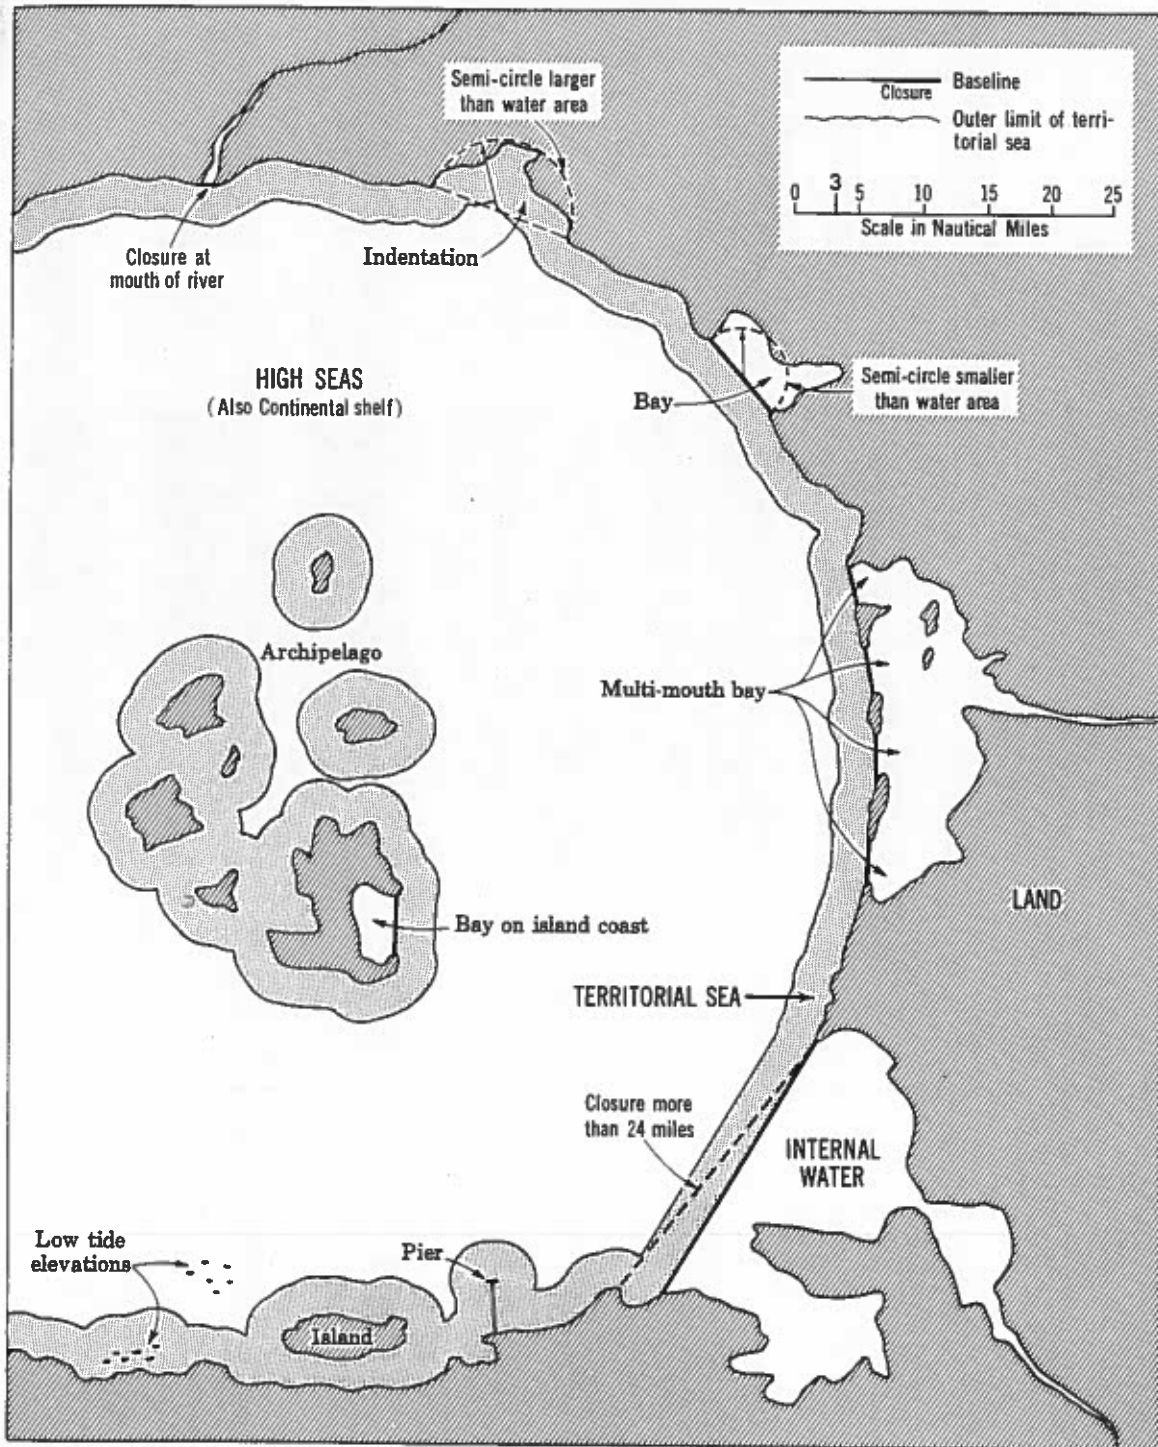 Semi-circle larger
than water area
Closure
Baseline
Outer limit of terri-
torial sea
0 3 5 10 15 20 25
Scale in Nautical Miles
Closure at
mouth of river
Indentation
HIGH SEAS
(Also Continental shelf)
Bay
Semi-circle smaller
than water area
Archipelago
Multi-mouth bay
LAND
Bay on island coast
TERRITORIAL SEA
Closure more
than 24 miles
INTERNAL
WATER
Low tide
elevations
Pier
Island